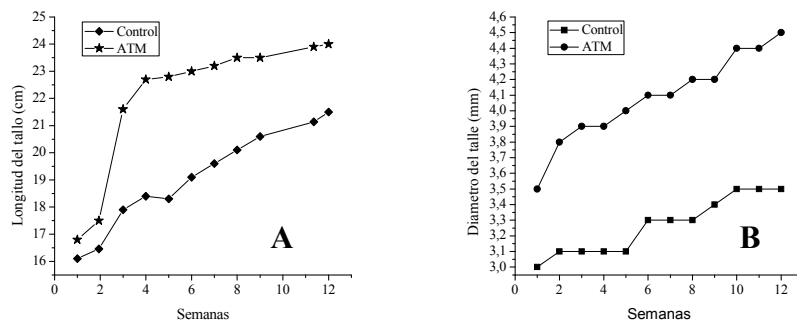 25
24
23
22
21
20
19
18
17
16
Longitud del tallo (cm)
Control
ATM
A
0 2 4 6 8 10 12
Semanas
4,6
4,5
4,4
4,3
4,2
4,1
4,0
3,9
3,8
3,7
3,6
3,5
3,4
3,3
3,2
3,1
3,0
Diametro del talle (mm)
Control
ATM
B
0 2 4 6 8 10 12
Semanas